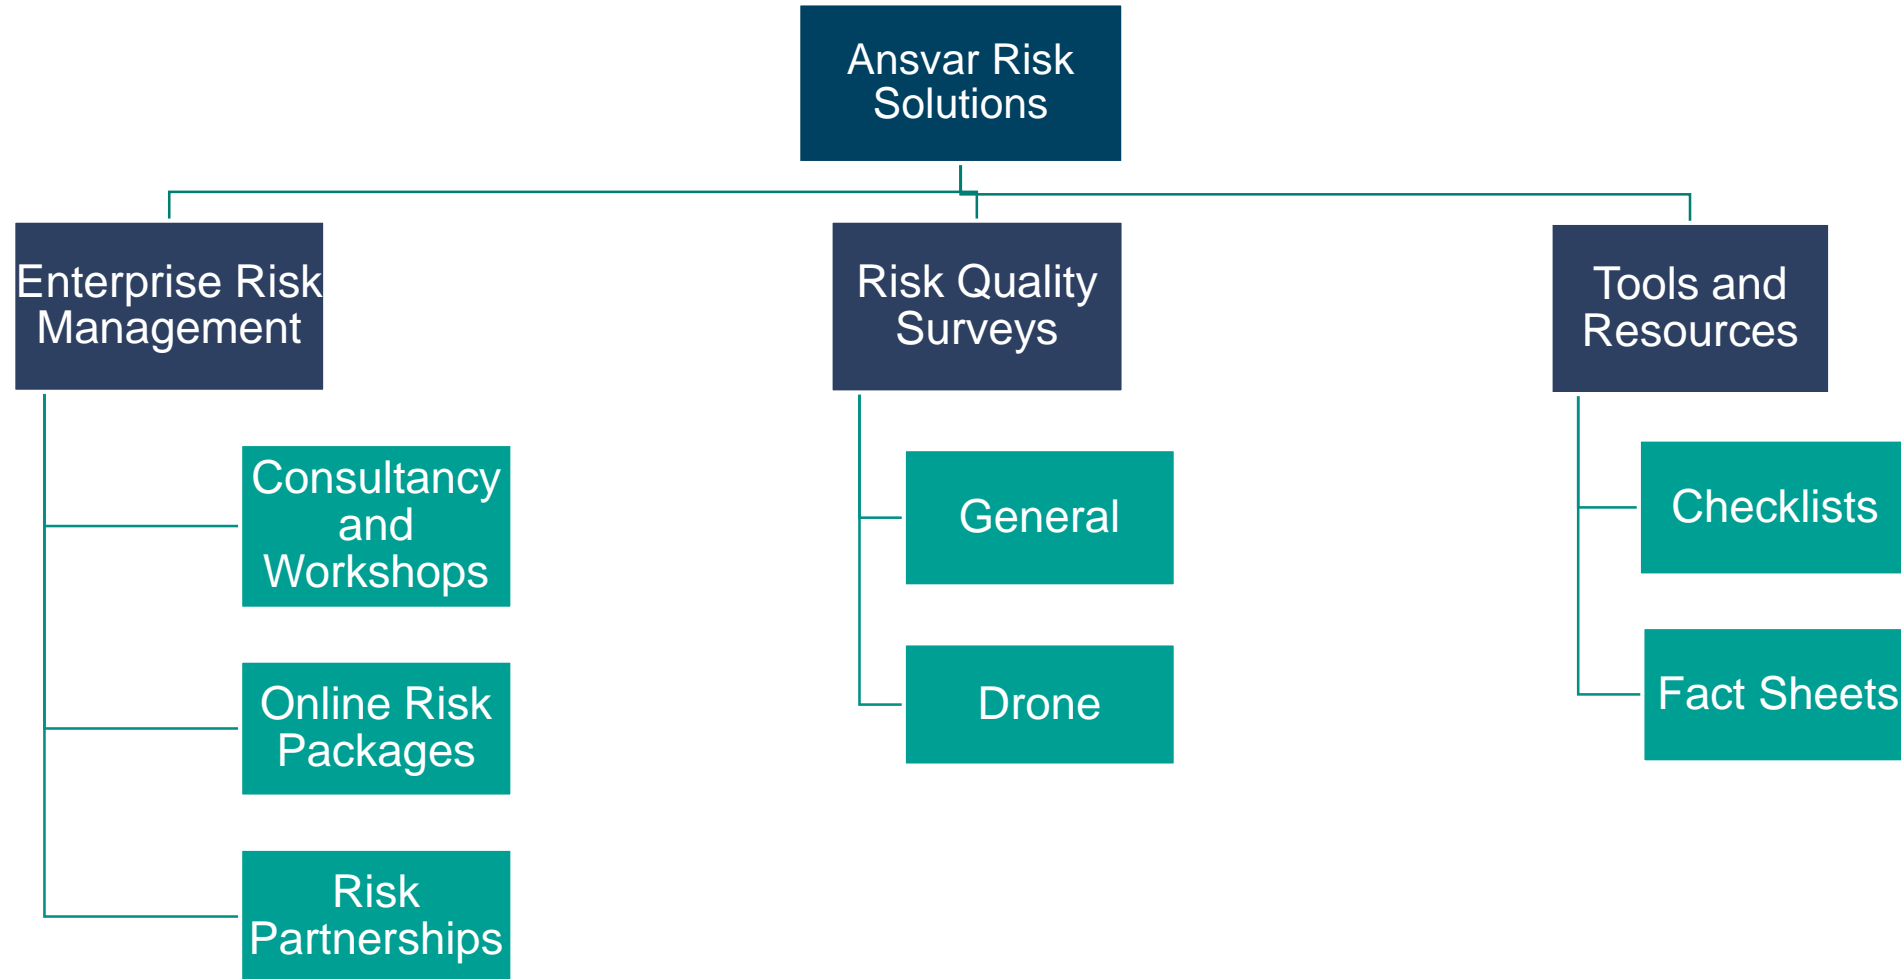 Ansvar Risk
Solutions
Enterprise Risk
Management
Risk Quality
Surveys
Tools and
Resources
Consultancy
and
Workshops
Online Risk
Packages
Risk
Partnerships
General
Drone
Checklists
Fact Sheets